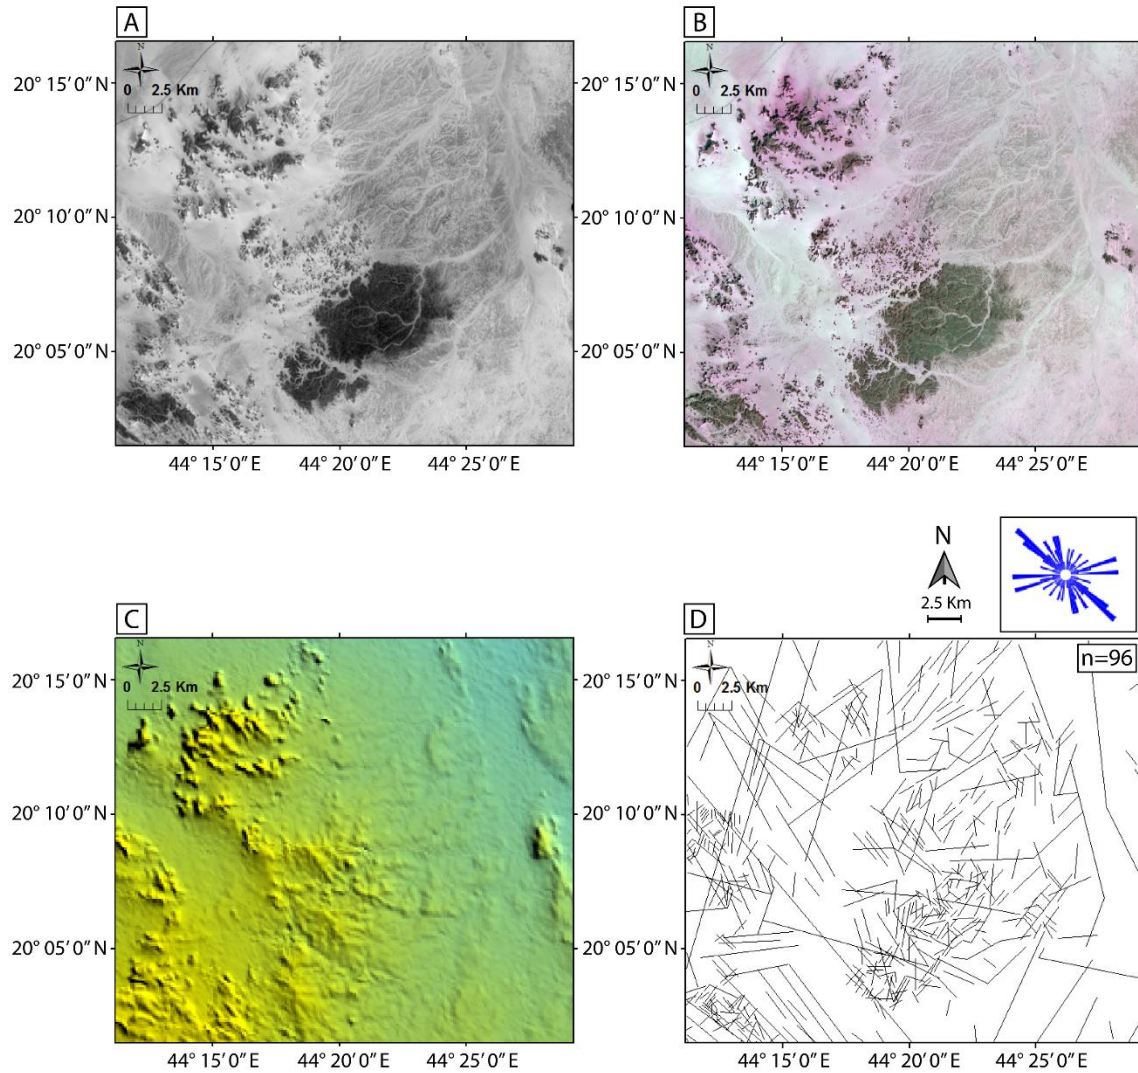 A
B
N
0 2.5 Km
20° 15′ 0″ N
20° 10′ 0″ N
20° 05′ 0″ N
44° 15′ 0″ E 44° 20′ 0″ E 44° 25′ 0″ E
N
0 2.5 Km
20° 15′ 0″ N
20° 10′ 0″ N
20° 05′ 0″ N
44° 15′ 0″ E 44° 20′ 0″ E 44° 25′ 0″ E
N
2.5 Km
C
D
N
0 2.5 Km
20° 15′ 0″ N
20° 10′ 0″ N
20° 05′ 0″ N
44° 15′ 0″ E 44° 20′ 0″ E 44° 25′ 0″ E
n=96
N
0 2.5 Km
20° 15′ 0″ N
20° 10′ 0″ N
20° 05′ 0″ N
44° 15′ 0″ E 44° 20′ 0″ E 44° 25′ 0″ E